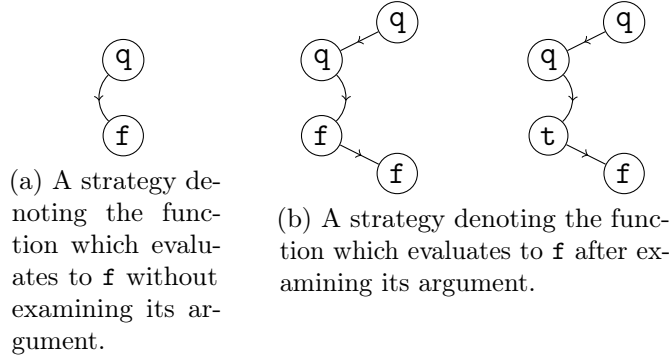 q
f
q
q
f
f
q
q
t
f
(a) A strategy de-
noting the func-
tion which evalu-
ates to f without
examining its ar-
gument.
(b) A strategy denoting the func-
tion which evaluates to f after ex-
amining its argument.